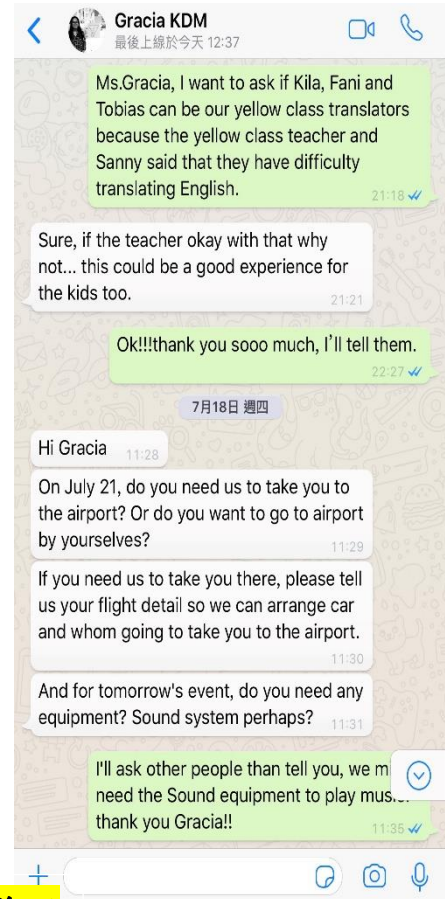 Gracia KDM
最後上線於今天 12:37
Ms.Gracia, I want to ask if Kila, Fani and
Tobias can be our yellow class translators
because the yellow class teacher and
Sanny said that they have difficulty
translating English.
21:18
Sure, if the teacher okay with that why
not... this could be a good experience for
the kids too.
21:21
Ok!!!thank you sooo much, I'll tell them.
22:27
7月18日 週四
Hi Gracia
11:28
On July 21, do you need us to take you to
the airport? Or do you want to go to airport
by yourselves?
11:29
If you need us to take you there, please tell
us your flight detail so we can arrange car
and whom going to take you to the airport.
11:30
And for tomorrow's event, do you need any
equipment? Sound system perhaps?
11:31
I'll ask other people than tell you, we
need the Sound equipment to play
thank you Gracia!!
11:35